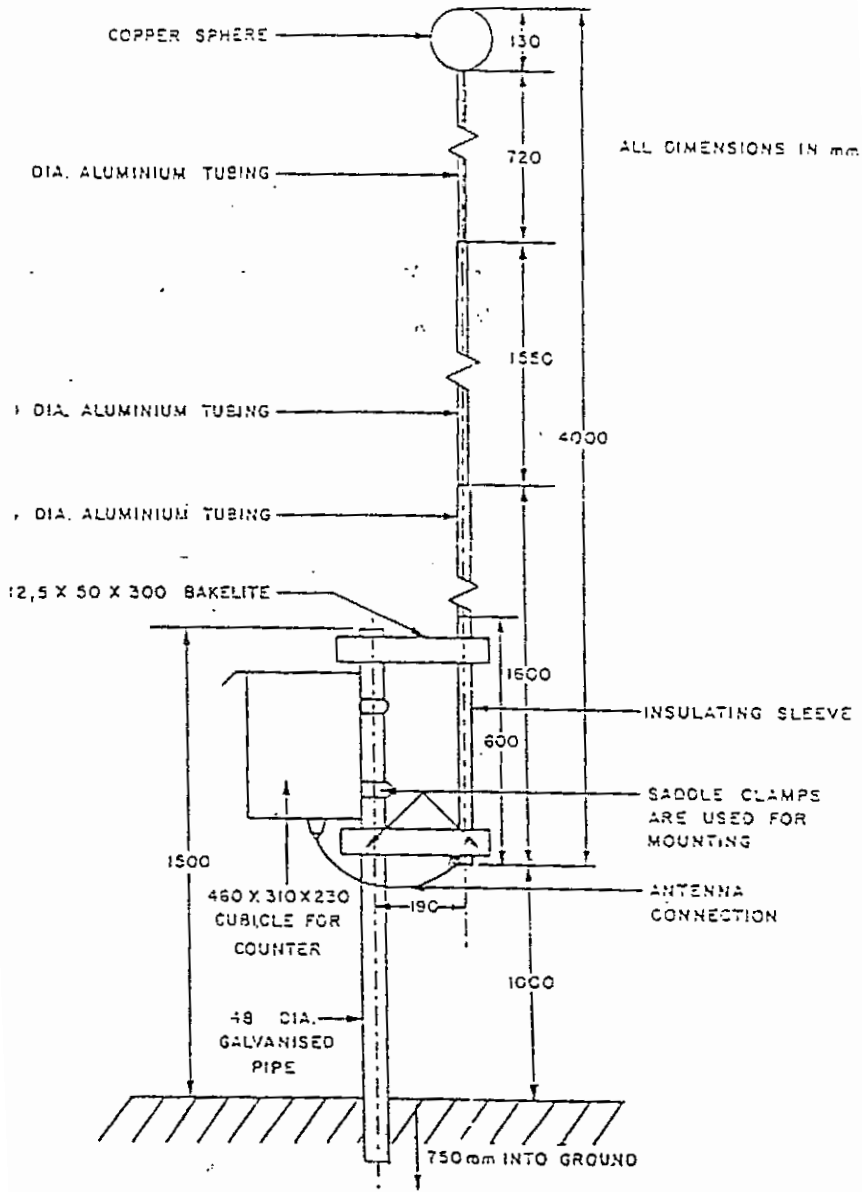 COPPER SPHERE
130
ALL DIMENSIONS IN mm
720
DIA. ALUMINIUM TUBING
1550
DIA. ALUMINIUM TUBING
4000
DIA. ALUMINIUM TUBING
12,5 X 50 X 300 BAKELITE
1600
INSULATING SLEEVE
600
SADDLE CLAMPS
ARE USED FOR
MOUNTING
1500
460 X 310 X 230
CUBICLE FOR
COUNTER
190
ANTENNA
CONNECTION
1000
48 DIA.
GALVANISED
PIPE
750mm INTO GROUND